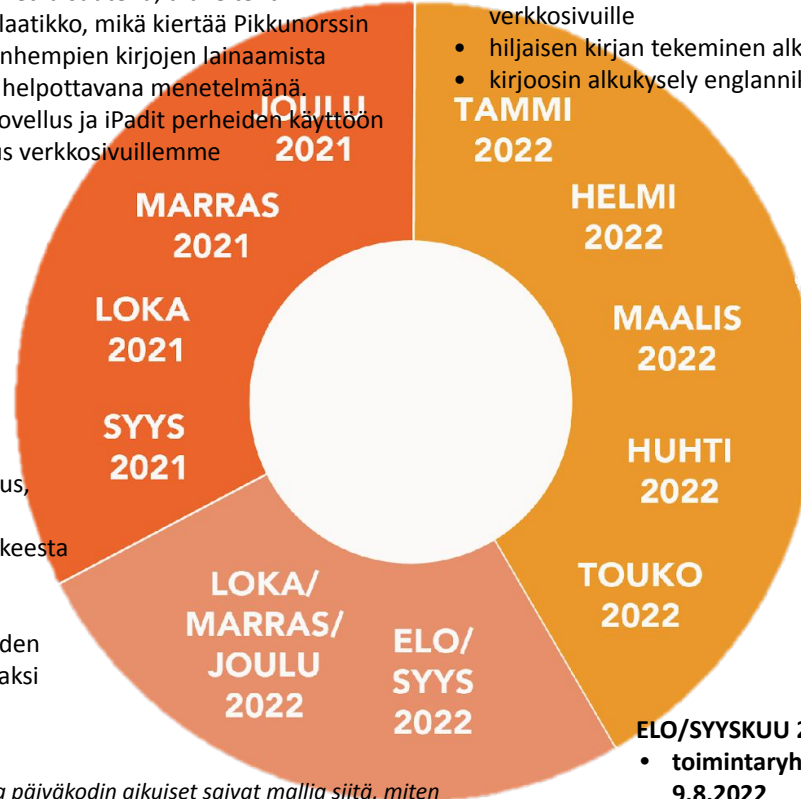 laatikko, mikä kiertää Pikkunorssin
nhempien kirjojen lainaamista
helpottavana menetelmänä.
ovellus ja iPadit perheiden käyttöön
us verkkosivuillemme
verkkosivuille
• hiljaisen kirjan tekeminen alk
• kirjoosin alkukysely englannik
JOULU
2021
TAMMI
2022
MARRAS
2021
HELMI
2022
LOKA
2021
MAALIS
2022
SYYS
2021
HUHTI
2022
us,
keesta
TOUKO
2022
LOKA/
MARRAS/
JOULU
2022
ELO/
SYYS
2022
den
aksi
ELO/SYYSKUU 2
• toimintaryh
9.8.2022
a päiväkodin aikuiset saivat mallia siitä, miten